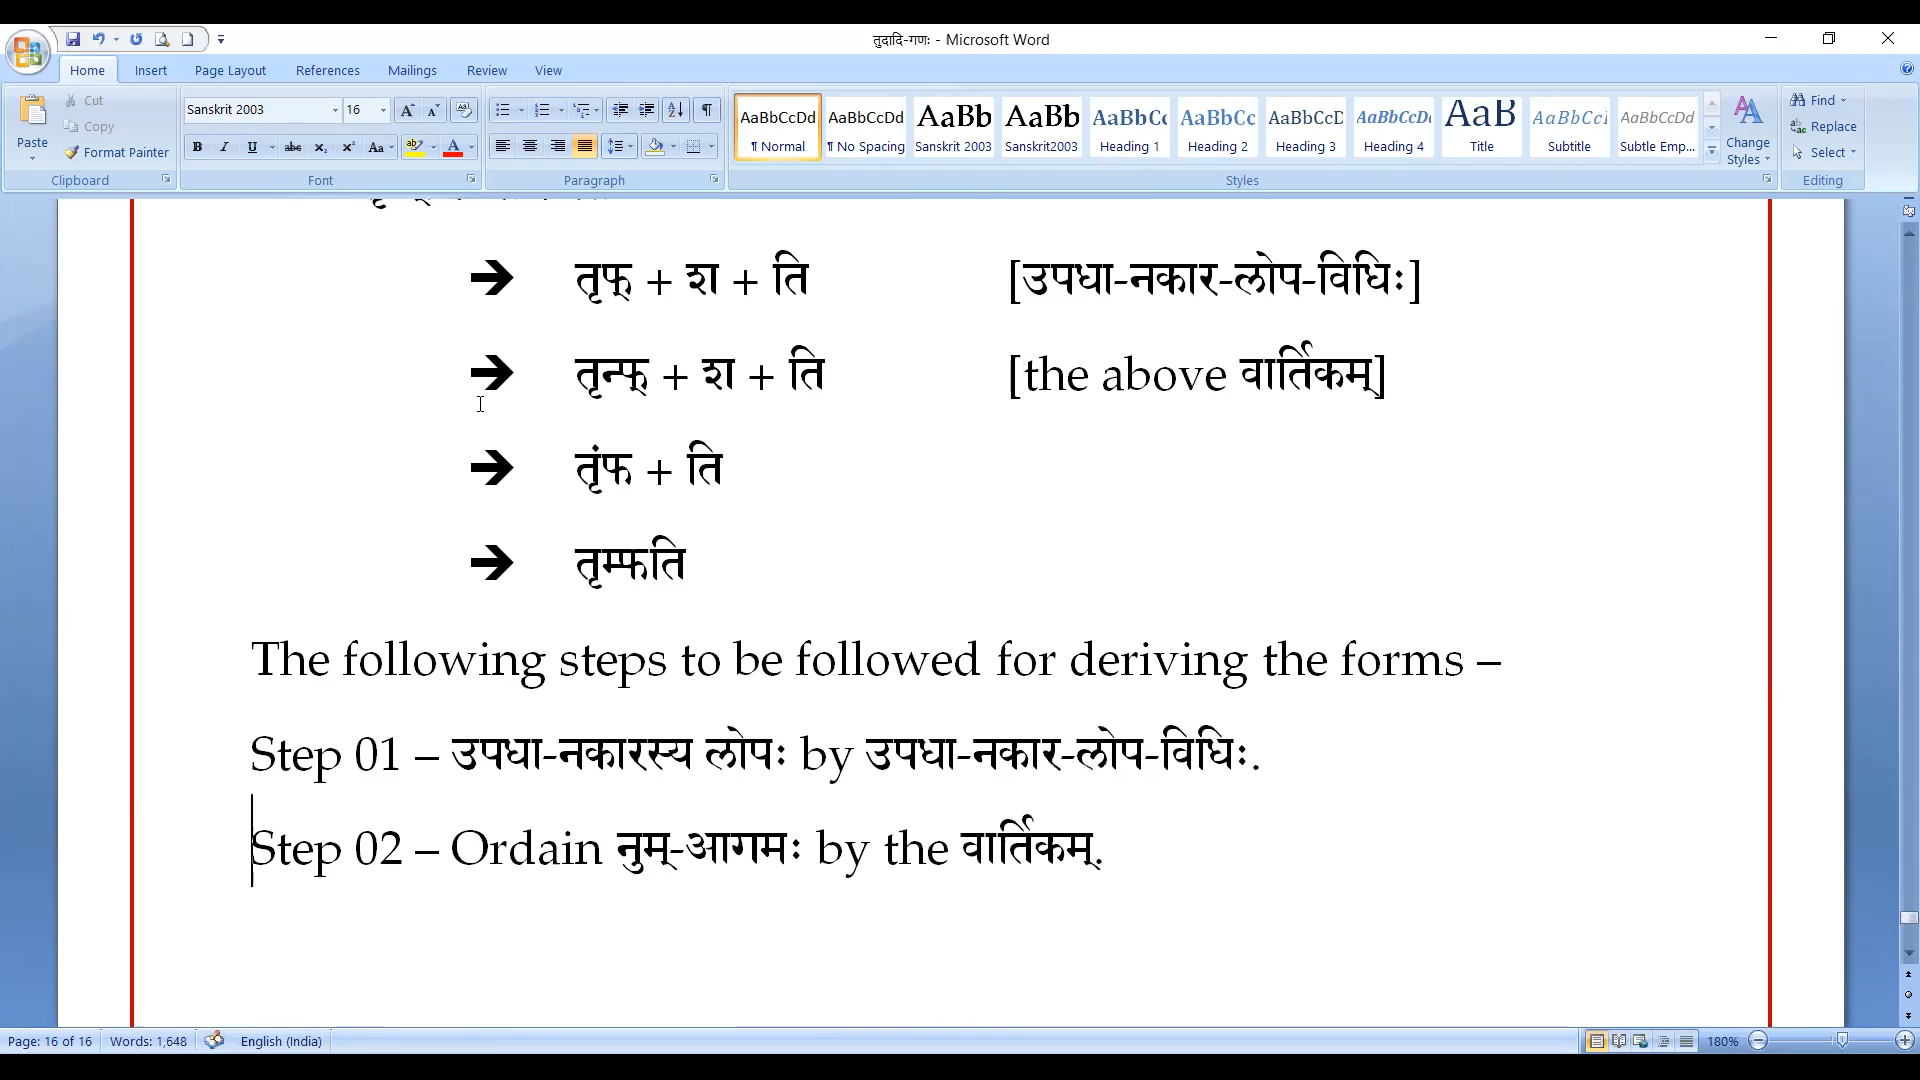 तुदादि-गणः - Microsoft Word
Home Insert Page Layout References Mailings Review View
Paste Cut Copy Format Painter Clipboard
Sanskrit 2003 16 Font
Paragraph
AaBbCcDd ¶ Normal
AaBbCcDd ¶ No Spacing
AaBb Sanskrit 2003
AaBb Sanskrit2003
AaBbCc Heading 1
AaBbCc Heading 2
AaBbCcD Heading 3
AaBbCcDc Heading 4
AaB Title
AaBbCc Subtitle
AaBbCcDd Subtle Emp...
Styles
Change Styles
Find Replace Select Editing
➔ तृफ् + श + ति [उपधा-नकार-लोप-विधिः]
➔ तृन्फ् + श + ति [the above वार्तिकम्]
➔ तृंफ + ति
➔ तृम्फति
The following steps to be followed for deriving the forms –
Step 01 – उपधा-नकारस्य लोपः by उपधा-नकार-लोप-विधिः.
Step 02 – Ordain नुम्-आगमः by the वार्तिकम्.
Page: 16 of 16 Words: 1,648 English (India) 180%